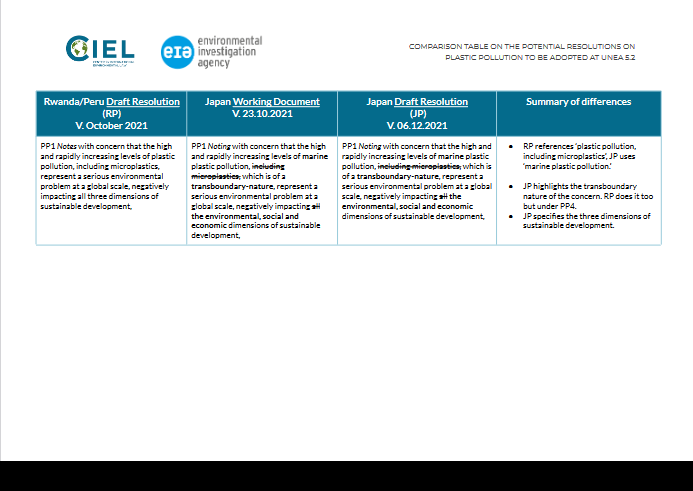 CIEL
eia
environmental
investigation
agency
COMPARISON TABLE ON THE POTENTIAL RESOLUTIONS ON
PLASTIC POLLUTION TO BE ADOPTED AT UNEA 5.2
Rwanda/Peru Draft Resolution
(RP)
V. October 2021
Japan Working Document
V. 23.10.2021
Japan Draft Resolution
(JP)
V. 06.12.2021
Summary of differences
PP1 Notes with concern that the high
and rapidly increasing levels of plastic
pollution, including microplastics,
represent a serious environmental
problem at a global scale, negatively
impacting all three dimensions of
sustainable development,
PP1 Noting with concern that the high
and rapidly increasing levels of marine
plastic pollution, including
microplastics, which is of a
transboundary-nature, represent a
serious environmental problem at a
global scale, negatively impacting all
the environmental, social and
economic dimensions of sustainable
development,
PP1 Noting with concern that the high and
rapidly increasing levels of marine plastic
pollution, including microplastics, which is
of a transboundary-nature, represent a
serious environmental problem at a global
scale, negatively impacting all the
environmental, social and economic
dimensions of sustainable development,
• RP references 'plastic pollution,
including microplastics', JP uses
'marine plastic pollution.'
• JP highlights the transboundary
nature of the concern. RP does it too
but under PP4.
• JP specifies the three dimensions of
sustainable development.